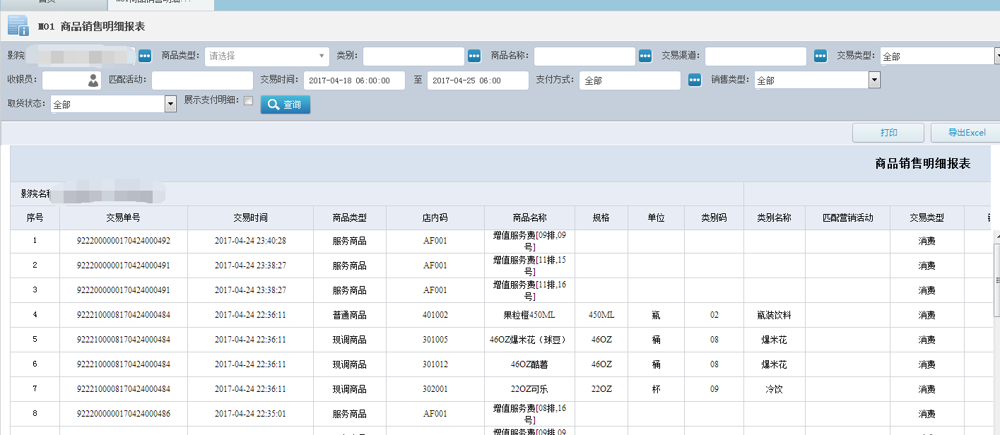 首页 M01商品销售明细...
M01 商品销售明细报表
影院 商品类型: 请选择 类别: 商品名称: 交易渠道: 交易类型: 全部
收银员: 匹配活动: 交易时间: 2017-04-18 06:00:00 至 2017-04-25 06:00 支付方式: 全部 销售类型: 全部
取货状态: 全部 展示支付明细: 查询
打印 导出Excel
商品销售明细报表
影院名称
序号 交易单号 交易时间 商品类型 店内码 商品名称 规格 单位 类别码 类别名称 匹配营销活动 交易类型
1 9222000000170424000492 2017-04-24 23:40:28 服务商品 AF001 增值服务费[09排,09号] 消费
2 9222000000170424000491 2017-04-24 23:38:27 服务商品 AF001 增值服务费[11排,15号] 消费
3 9222000000170424000491 2017-04-24 23:38:27 服务商品 AF001 增值服务费[11排,16号] 消费
4 9222100008170424000484 2017-04-24 22:36:11 普通商品 401002 果粒橙450ML 450ML 瓶 02 瓶装饮料 消费
5 9222100008170424000484 2017-04-24 22:36:11 现调商品 301005 46OZ爆米花（球豆） 46OZ 桶 08 爆米花 消费
6 9222100008170424000484 2017-04-24 22:36:11 现调商品 301012 46OZ酷薯 46OZ 桶 08 爆米花 消费
7 9222100008170424000484 2017-04-24 22:36:11 现调商品 302001 22OZ可乐 22OZ 杯 09 冷饮 消费
8 9222000000170424000486 2017-04-24 22:35:01 服务商品 AF001 增值服务费[08排,16号] 消费
增值服务费[09排,09